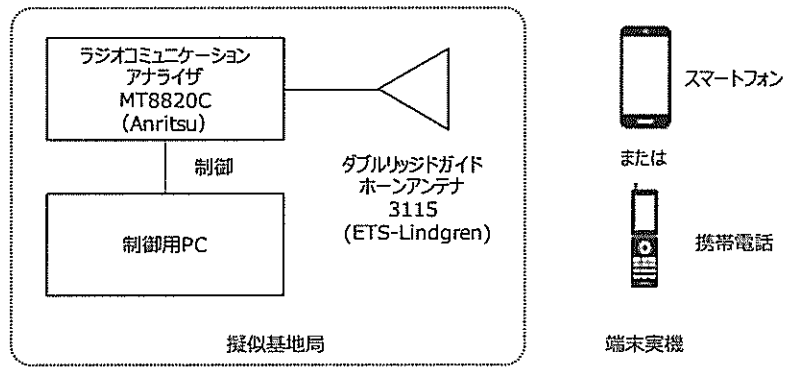 ラジオコミュニケーション
アナライザ
MT8820C
(Anritsu)
制御
制御用PC
ダブルリッジドガイド
ホーンアンテナ
3115
(ETS-Lindgren)
擬似基地局
スマートフォン
または
携帯電話
端末実機